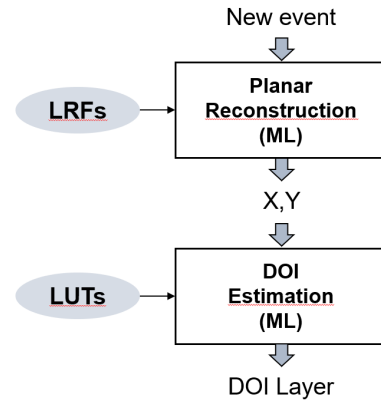 New event
Planar
Reconstruction
(ML)
LRFs
X,Y
DOI
Estimation
(ML)
LUTs
DOI Layer